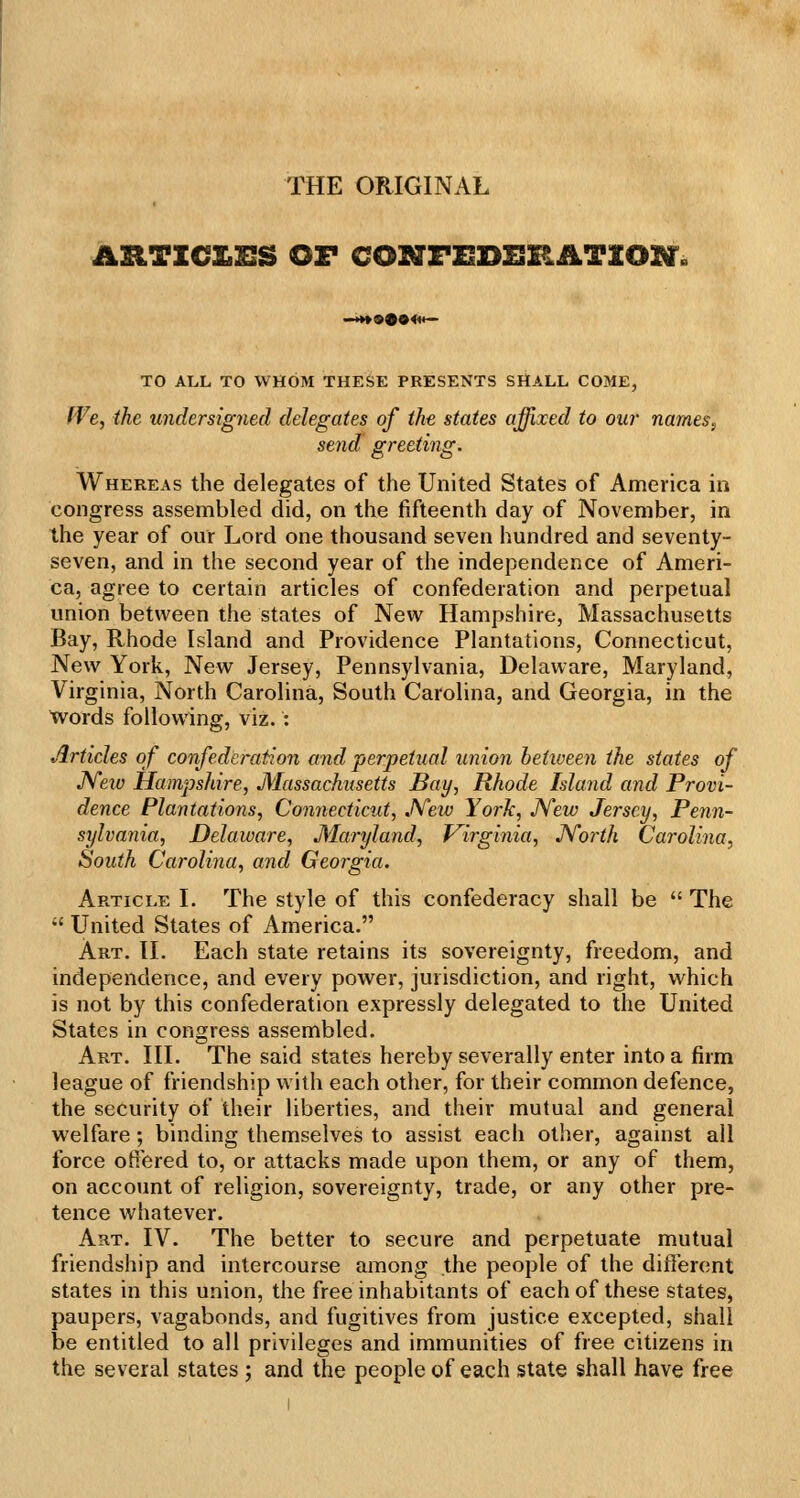 THE ORIGINAL
ARTICLES OF CONFEDERATION.
TO ALL TO WHOM THESE PRESENTS SHALL COME,
We, the undersigned delegates of the states affixed to our names,
send greeting.
Whereas the delegates of the United States of America in
congress assembled did, on the fifteenth day of November, in
the year of our Lord one thousand seven hundred and seventy-
seven, and in the second year of the independence of Ameri-
ca, agree to certain articles of confederation and perpetual
union between the states of New Hampshire, Massachusetts
Bay, Rhode Island and Providence Plantations, Connecticut,
New York, New Jersey, Pennsylvania, Delaware, Maryland,
Virginia, North Carolina, South Carolina, and Georgia, in the
words following, viz. :
Articles of confederation and perpetual union between the states of
New Hampshire, Massachusetts Bay, Rhode Island and Provi-
dence Plantations, Connecticut, New York, New Jersey, Penn-
sylvania, Delaware, Maryland, Virginia, North Carolina,
South Carolina, and Georgia.
Article I. The style of this confederacy shall be " The
" United States of America."
Art. II. Each state retains its sovereignty, freedom, and
independence, and every power, jurisdiction, and right, which
is not by this confederation expressly delegated to the United
States in congress assembled.
Art. III. The said states hereby severally enter into a firm
league of friendship with each other, for their common defence,
the security of their liberties, and their mutual and general
welfare ; binding themselves to assist each other, against all
force offered to, or attacks made upon them, or any of them,
on account of religion, sovereignty, trade, or any other pre-
tence whatever.
Art. IV. The better to secure and perpetuate mutual
friendship and intercourse among the people of the different
states in this union, the free inhabitants of each of these states,
paupers, vagabonds, and fugitives from justice excepted, shall
be entitled to all privileges and immunities of free citizens in
the several states ; and the people of each state shall have free